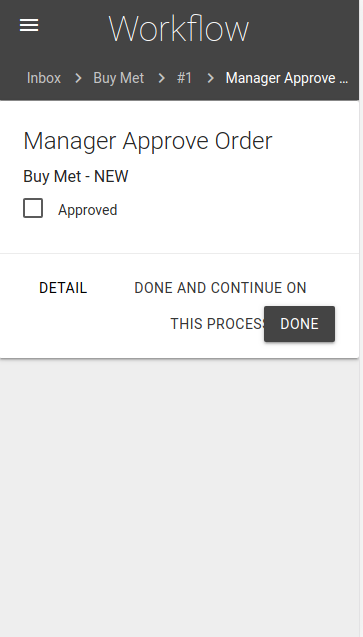 Workflow
Inbox > Buy Met > #1 > Manager Approve ...
Manager Approve Order
Buy Met - NEW
Approved
DETAIL DONE AND CONTINUE ON
THIS PROCESS DONE